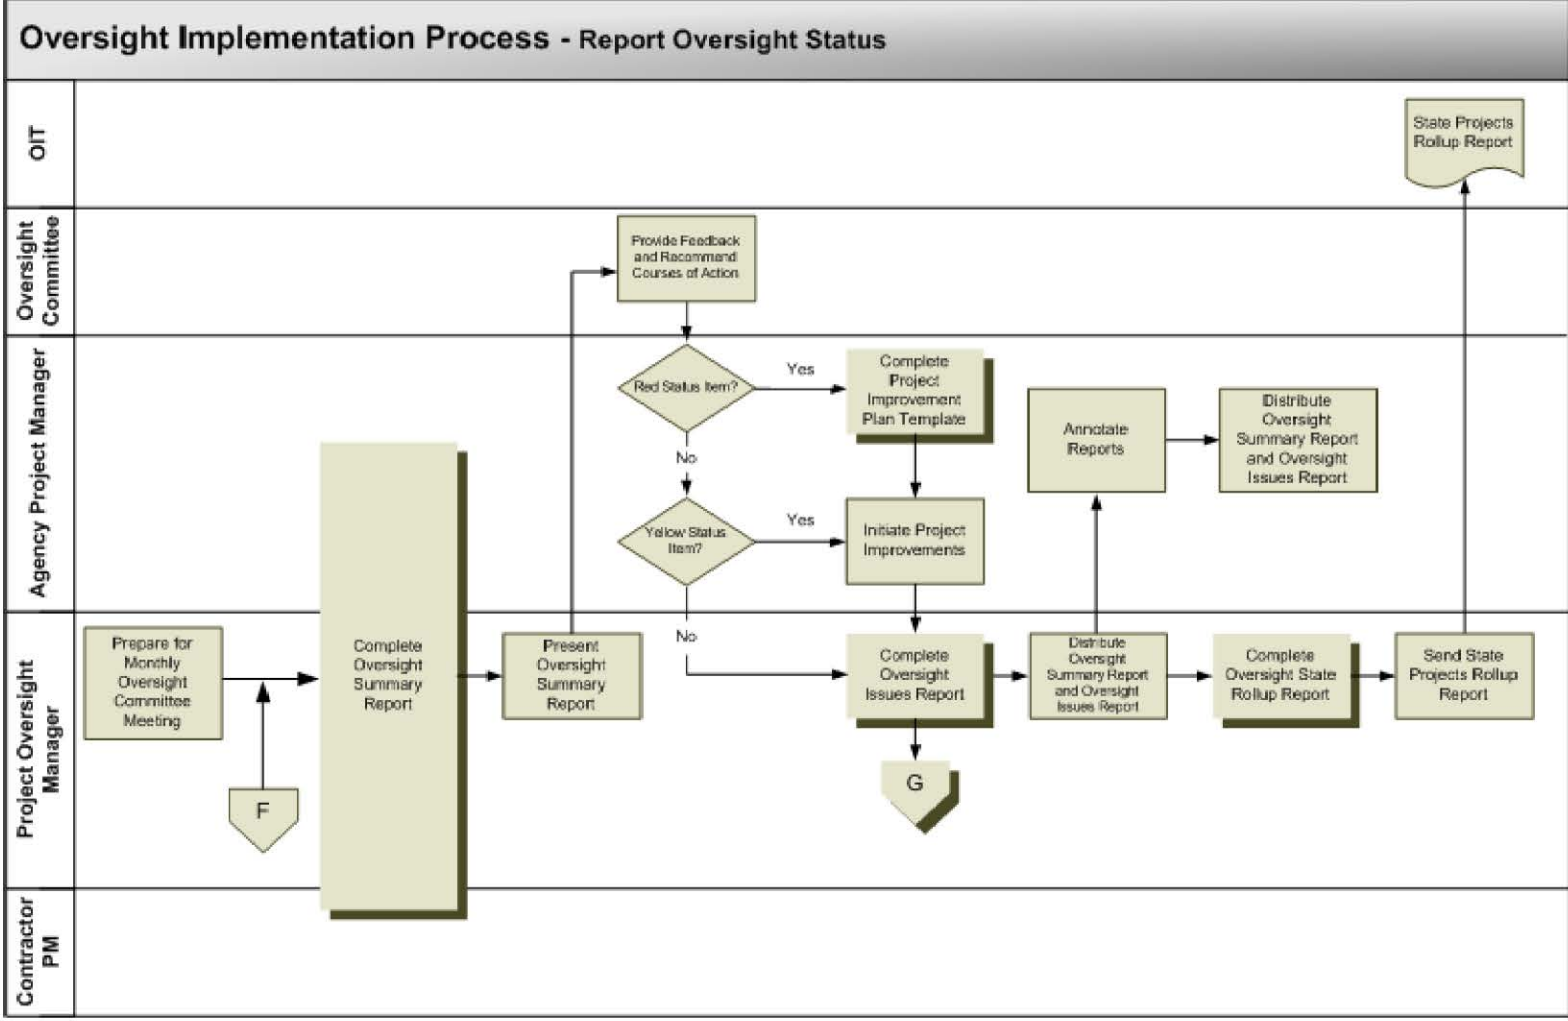 Oversight Implementation Process - Report Oversight Status
OIT
State Projects
Rollup Report
Oversight
Committee
Provide Feedback
and Recommend
Courses of Action
Agency Project Manager
Red Status Item?
Yes
Complete
Project
Improvement
Plan Template
No
Yellow Status
Item?
Yes
Initiate Project
Improvements
Annotate
Reports
Distribute
Oversight
Summary Report
and Oversight
Issues Report
Project Oversight
Manager
Prepare for
Monthly
Oversight
Committee
Meeting
F
Complete
Oversight
Summary
Report
Present
Oversight
Summary
Report
No
Complete
Oversight
Issues Report
G
Distribute
Oversight
Summary Report
and Oversight
Issues Report
Complete
Oversight State
Rollup Report
Send State
Projects Rollup
Report
Contractor
PM